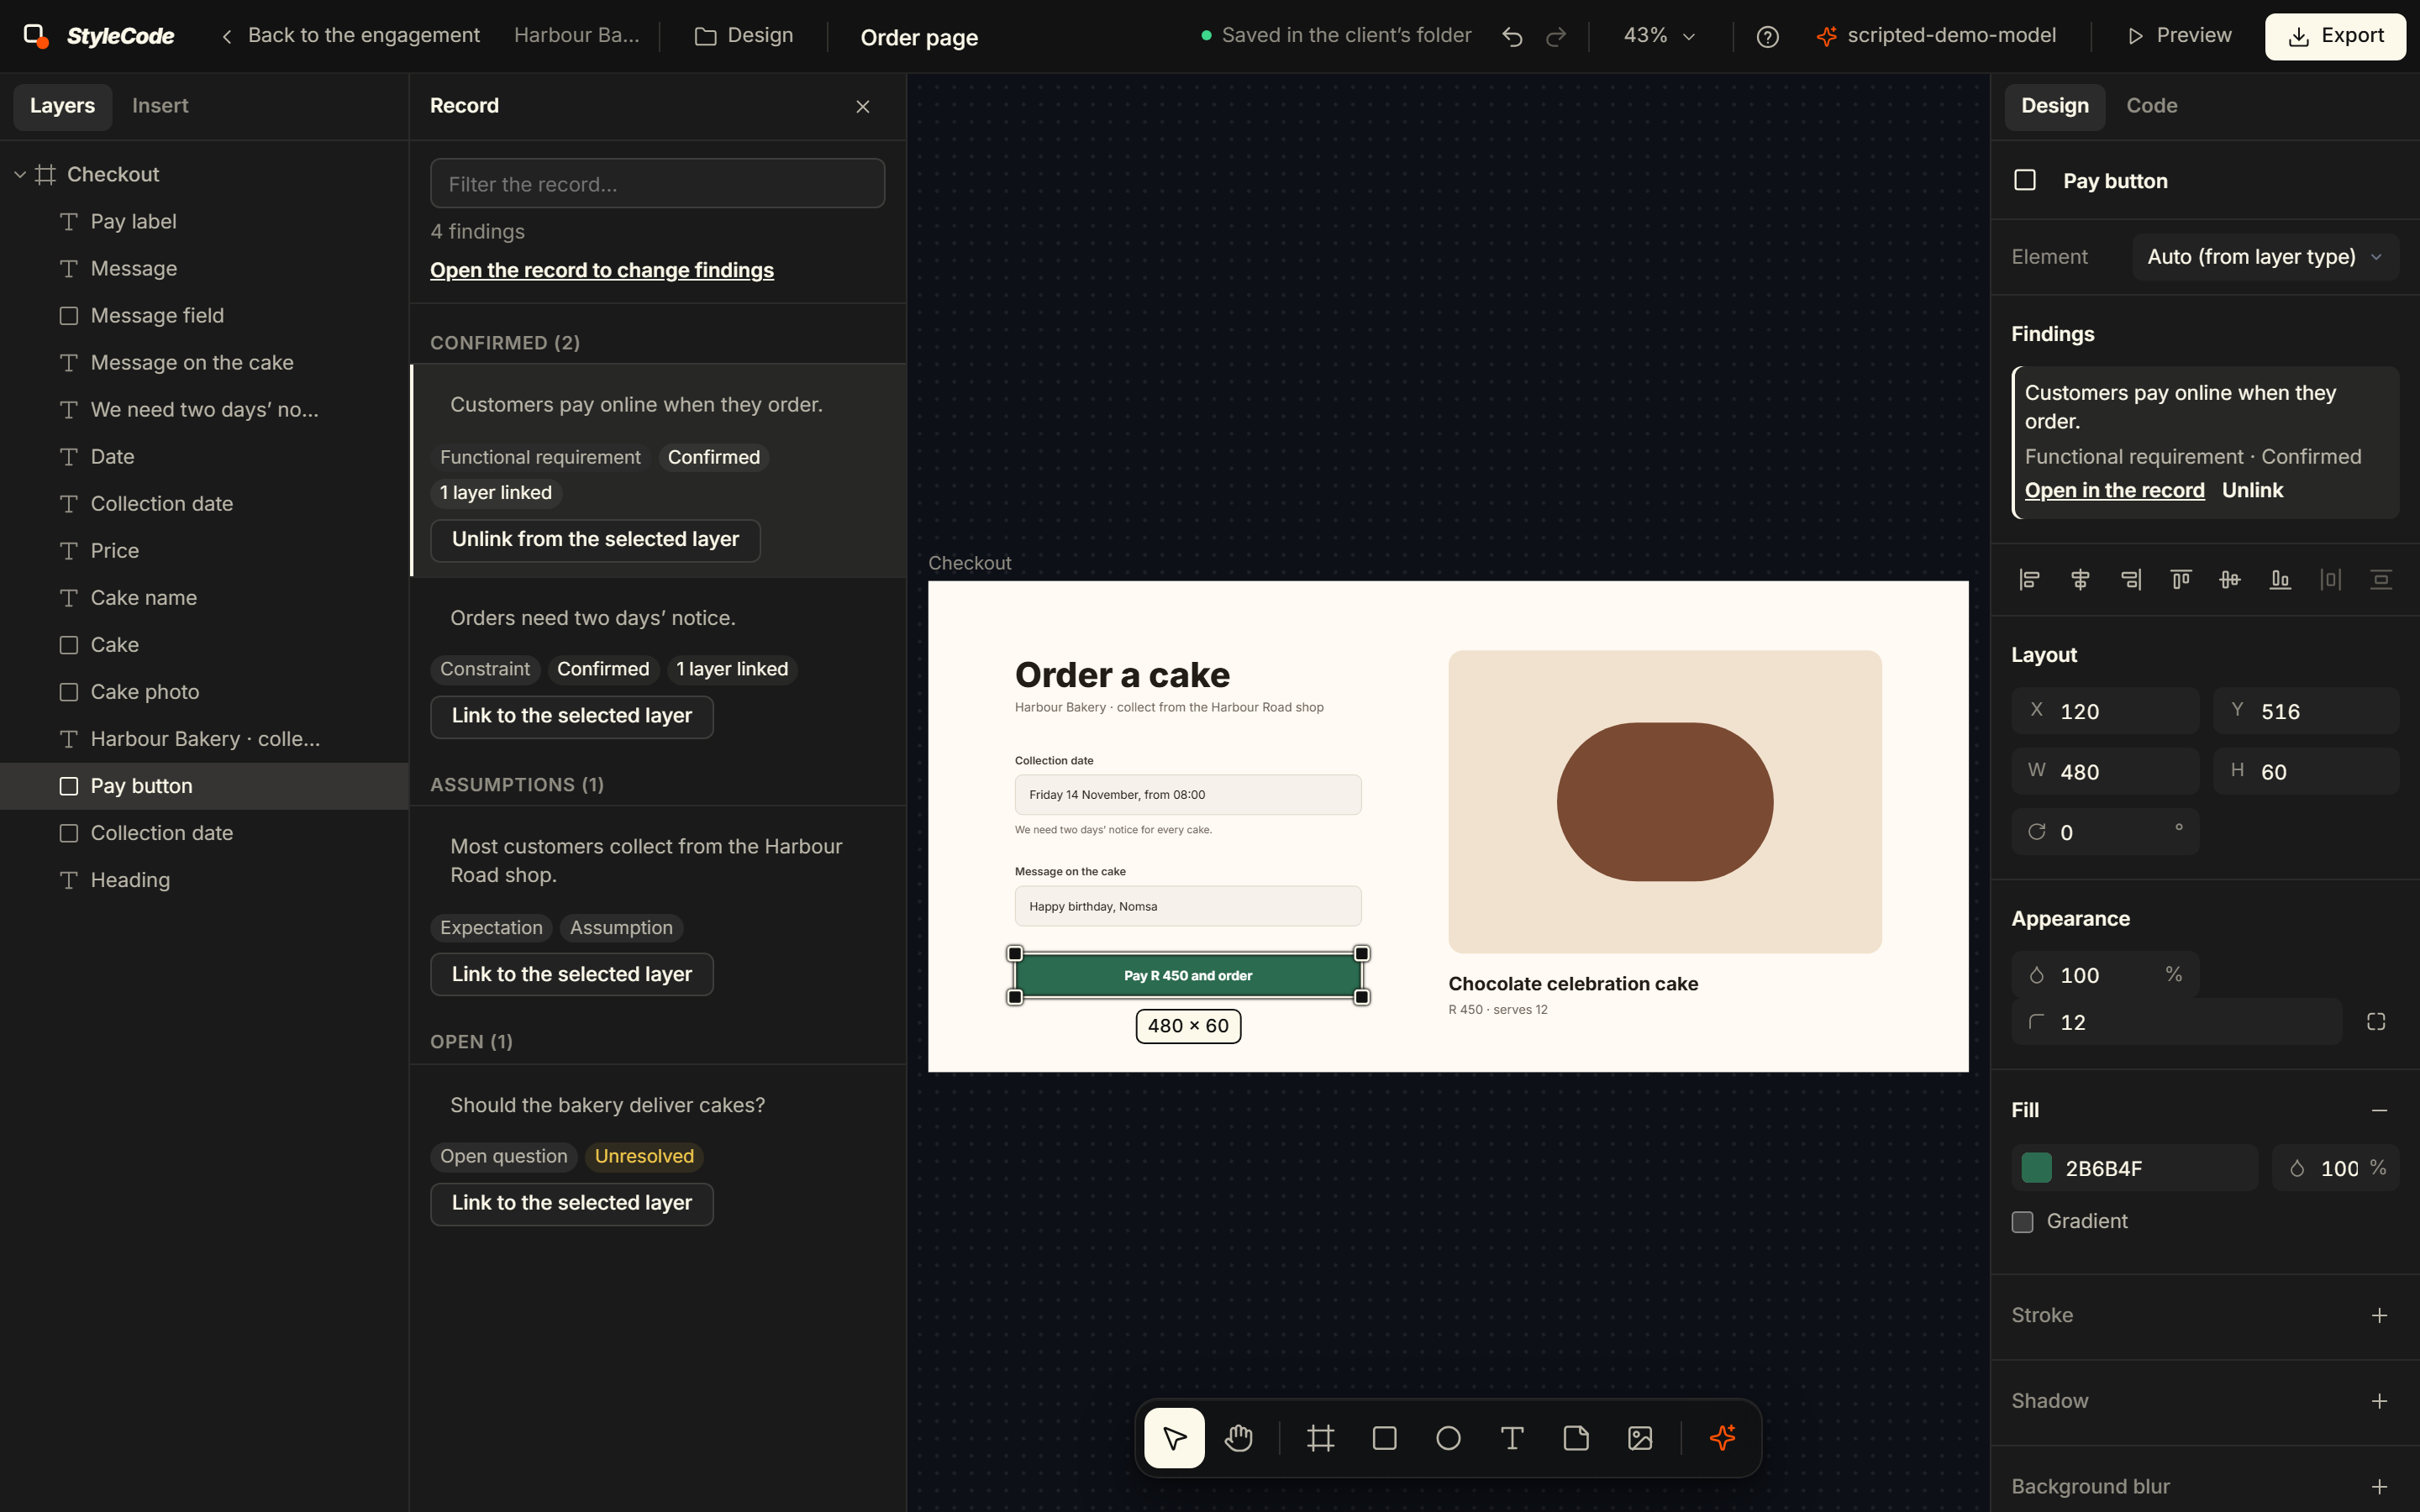 StyleCode
Back to the engagement
Harbour Ba...
Design
Order page
Saved in the client’s folder
43%
scripted-demo-model
Preview
Export
Layers
Insert
Checkout
Pay label
Message
Message field
Message on the cake
We need two days’ no...
Date
Collection date
Price
Cake name
Cake
Cake photo
Harbour Bakery · colle...
Pay button
Collection date
Heading
Record
Filter the record...
4 findings
Open the record to change findings
CONFIRMED (2)
Customers pay online when they order.
Functional requirement
Confirmed
1 layer linked
Unlink from the selected layer
Orders need two days’ notice.
Constraint
Confirmed
1 layer linked
Link to the selected layer
ASSUMPTIONS (1)
Most customers collect from the Harbour
Road shop.
Expectation
Assumption
Link to the selected layer
OPEN (1)
Should the bakery deliver cakes?
Open question
Unresolved
Link to the selected layer
Checkout
Order a cake
Harbour Bakery · collect from the Harbour Road shop
Collection date
Friday 14 November, from 08:00
We need two days’ notice for every cake.
Message on the cake
Happy birthday, Nomsa
Pay R 450 and order
480 × 60
Chocolate celebration cake
R 450 · serves 12
Design
Code
Pay button
Element
Auto (from layer type)
Findings
Customers pay online when they
order.
Functional requirement · Confirmed
Open in the record
Unlink
Layout
X 120
Y 516
W 480
H 60
0 °
Appearance
100 %
12
Fill
2B6B4F
100 %
Gradient
Stroke
Shadow
Background blur